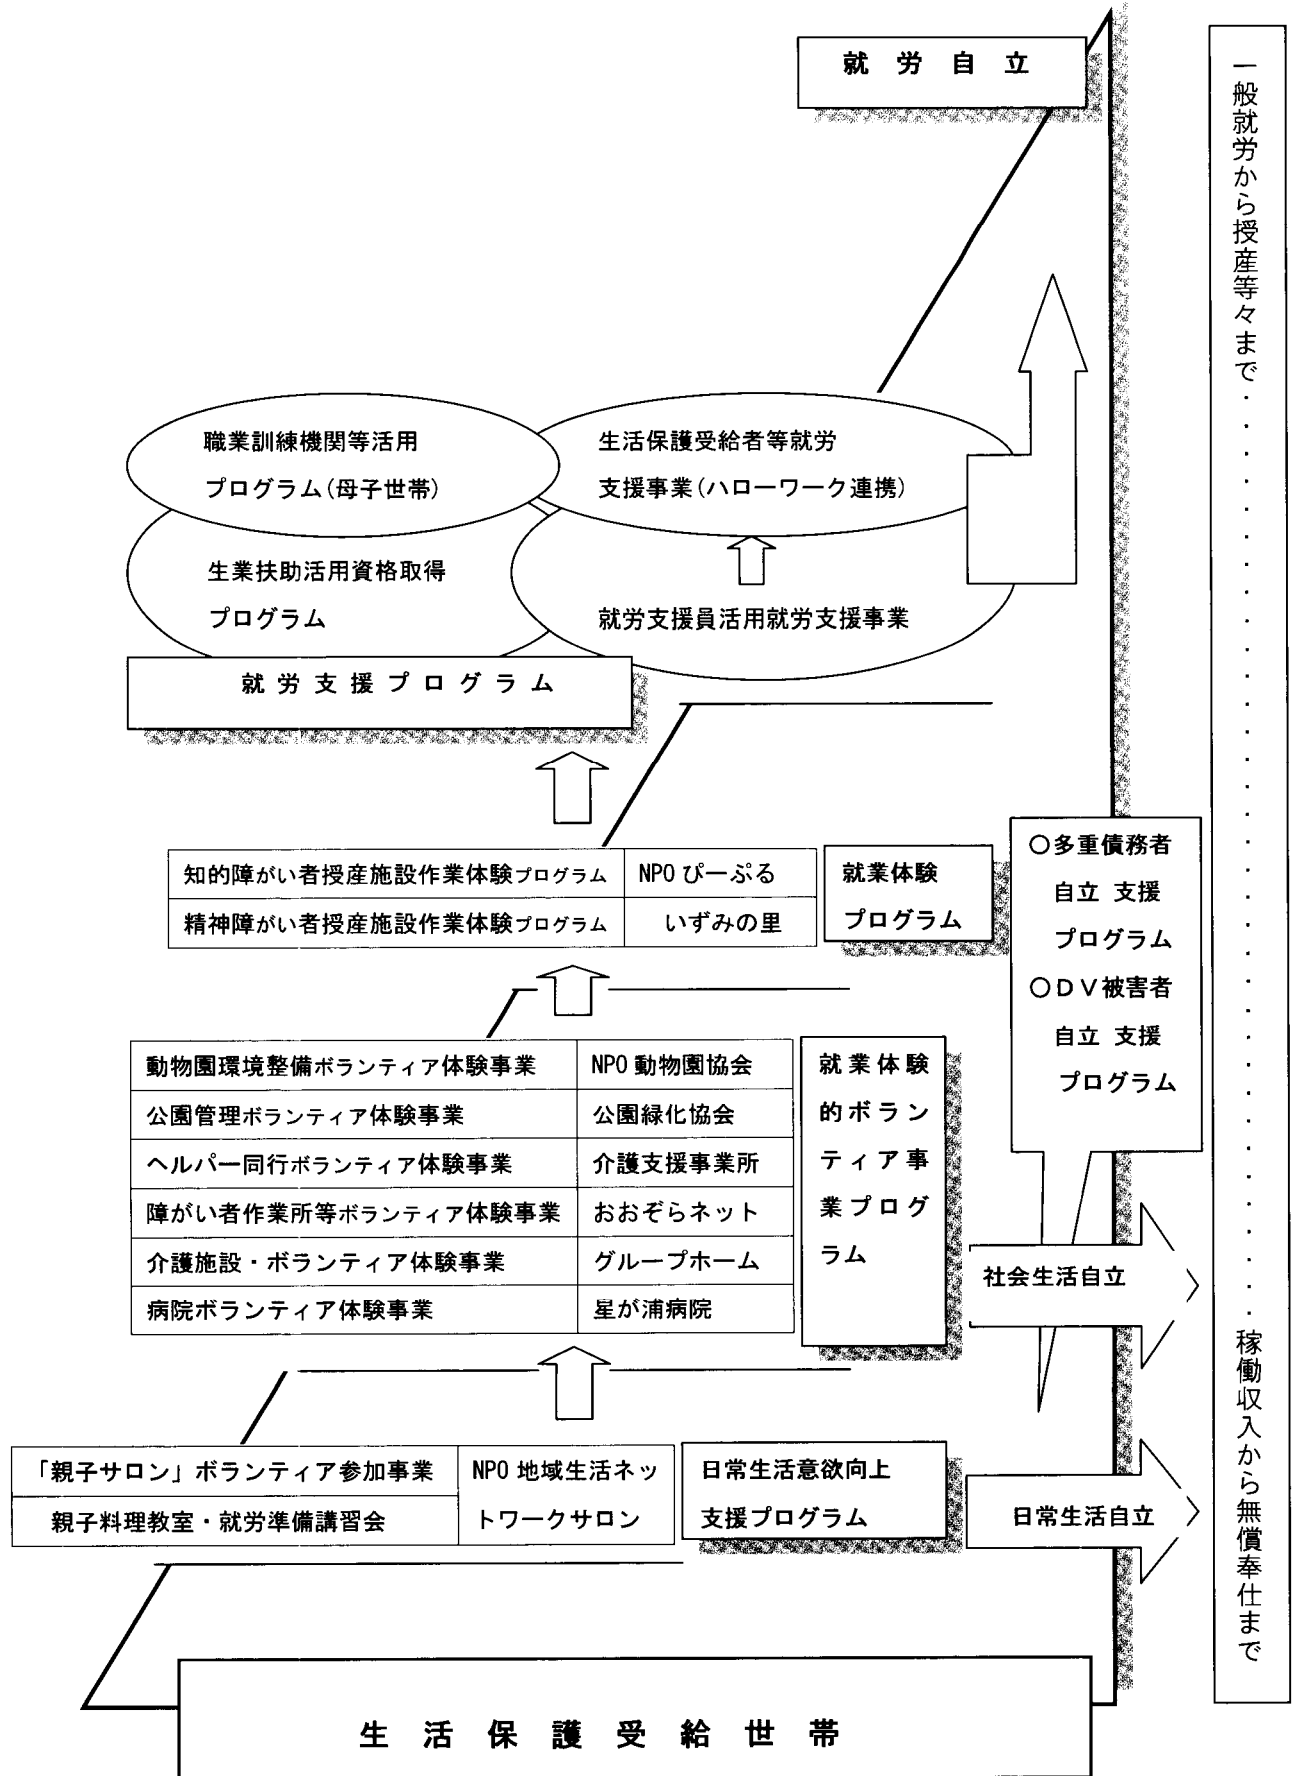 就労自立
職業訓練機関等活用
プログラム(母子世帯)
生活保護受給者等就労
支援事業(ハローワーク連携)
生業扶助活用資格取得
プログラム
就労支援員活用就労支援事業
就労支援プログラム
知的障がい者授産施設作業体験プログラム
NPOぴーぷる
精神障がい者授産施設作業体験プログラム
いずみの里
就業体験
プログラム
○多重債務者
自立 支援
プログラム
○DV被害者
自立 支援
プログラム
動物園環境整備ボランティア体験事業
NPO動物園協会
公園管理ボランティア体験事業
公園緑化協会
ヘルパー同行ボランティア体験事業
介護支援事業所
障がい者作業所等ボランティア体験事業
おおぞらネット
介護施設・ボランティア体験事業
グループホーム
病院ボランティア体験事業
星が浦病院
就業体験
的ボラン
ティア事
業プログ
ラム
社会生活自立
「親子サロン」ボランティア参加事業
親子料理教室・就労準備講習会
NPO地域生活ネッ
トワークサロン
日常生活意欲向上
支援プログラム
日常生活自立
生活保護受給世帯
一般就労から授産等々まで・・・・・・・・・・・・・・・・・・・・・・・・・・・・・・・・・・稼働収入から無償奉仕まで